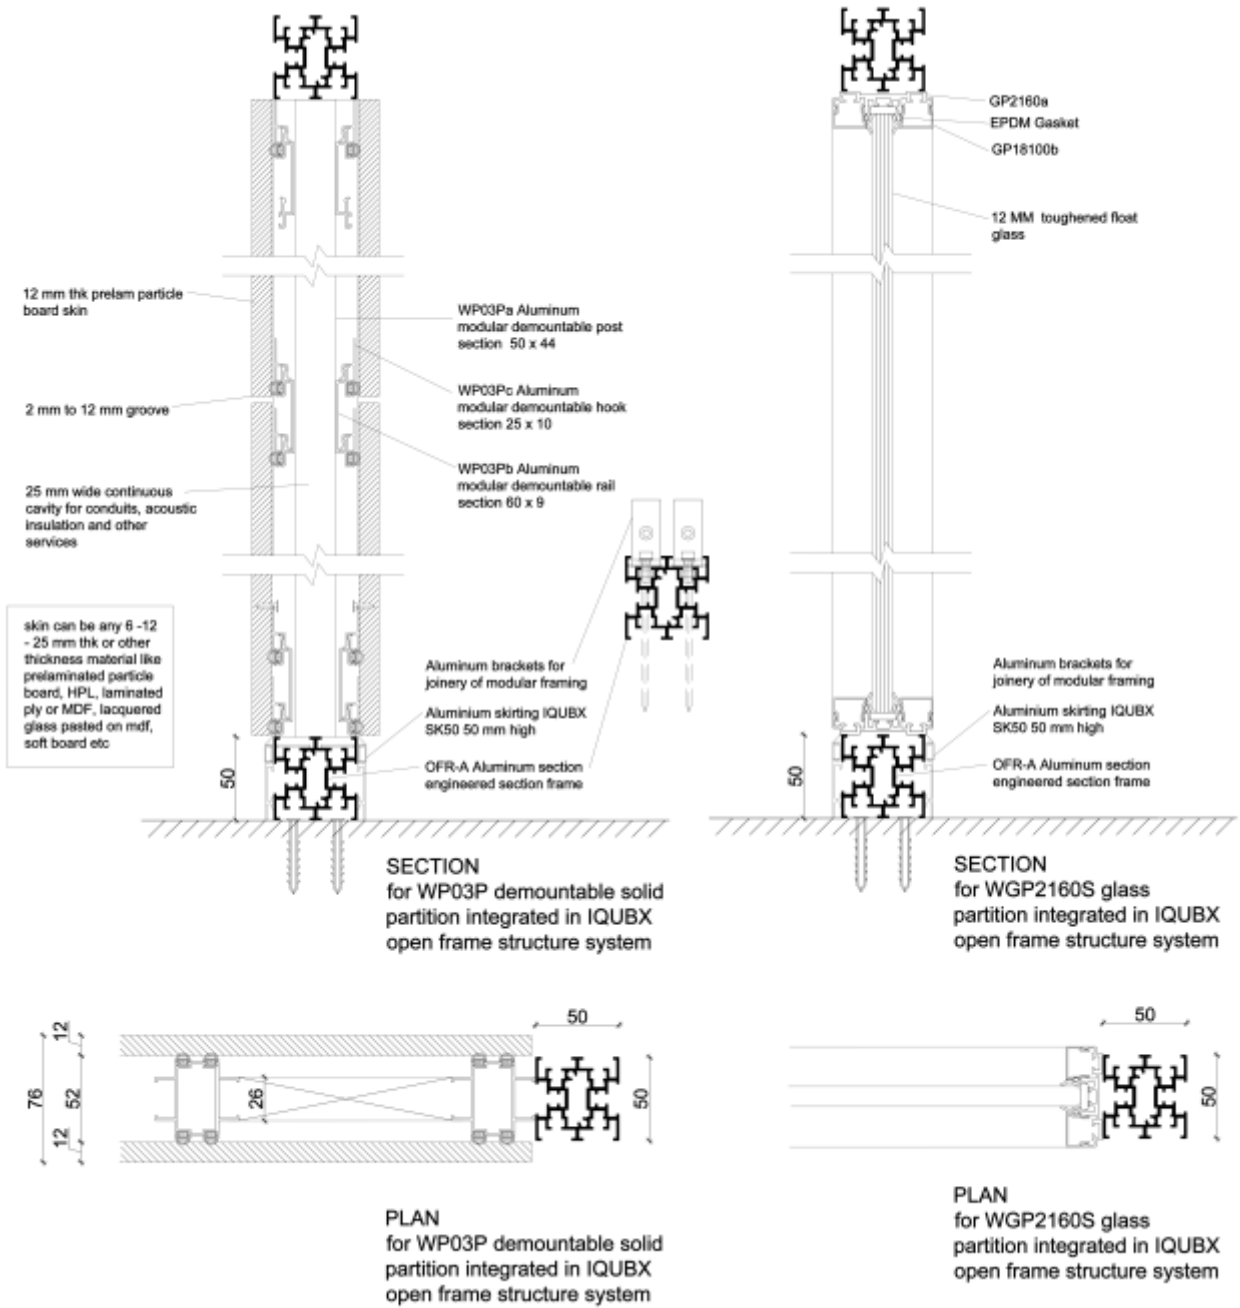 GP2160a
EPDM Gasket
GP18100b
12 MM toughened float
glass
12 mm thk prelam particle
board skin
2 mm to 12 mm groove
25 mm wide continuous
cavity for conduits, acoustic
insulation and other
services
skin can be any 6 -12
- 25 mm thk or other
thickness material like
prelaminated particle
board, HPL, laminated
ply or MDF, lacquered
glass pasted on mdf,
soft board etc
WP03Pa Aluminum
modular demountable post
section 50 x 44
WP03Pc Aluminum
modular demountable hook
section 25 x 10
WP03Pb Aluminum
modular demountable rail
section 60 x 9
Aluminum brackets for
joinery of modular framing
Aluminium skirting IQUBX
SK50 50 mm high
OFR-A Aluminum section
engineered section frame
50
Aluminum brackets for
joinery of modular framing
Aluminium skirting IQUBX
SK50 50 mm high
OFR-A Aluminum section
engineered section frame
50
SECTION
for WP03P demountable solid
partition integrated in IQUBX
open frame structure system
SECTION
for WGP2160S glass
partition integrated in IQUBX
open frame structure system
76
12
52
12
26
50
50
PLAN
for WP03P demountable solid
partition integrated in IQUBX
open frame structure system
50
50
PLAN
for WGP2160S glass
partition integrated in IQUBX
open frame structure system